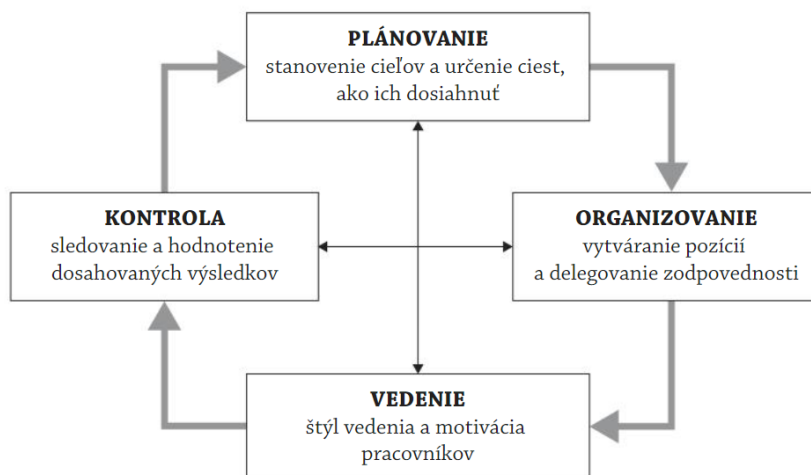 PLÁNOVANIE
stanovenie cieľov a určenie ciest,
ako ich dosiahnuť
KONTROLA
sledovanie a hodnotenie
dosahovaných výsledkov
ORGANIZOVANIE
vytváranie pozícií
a delegovanie zodpovednosti
VEDENIE
štýl vedenia a motivácia
pracovníkov